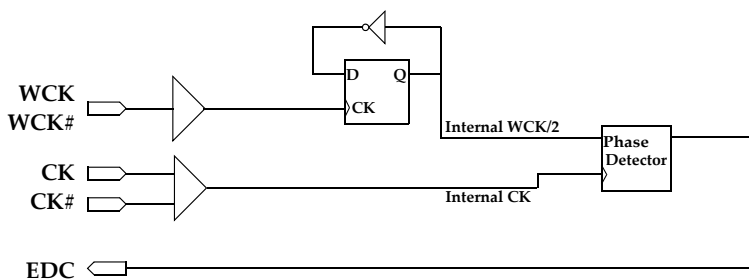 WCK
WCK#
D
Q
CK
Internal WCK/2
Phase
Detector
CK
CK#
Internal CK
EDC